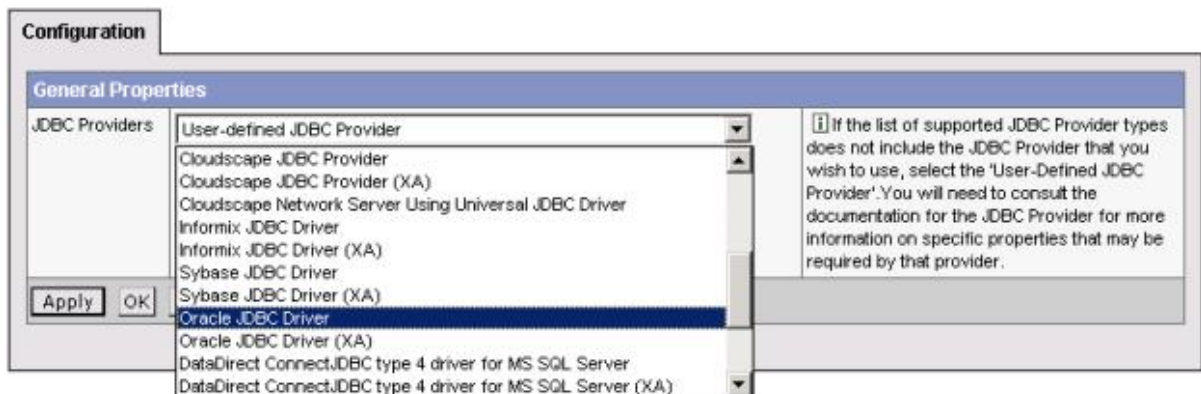 Configuration
General Properties
JDBC Providers
User-defined JDBC Provider
Cloudscape JDBC Provider
Cloudscape JDBC Provider (XA)
Cloudscape Network Server Using Universal JDBC Driver
Informix JDBC Driver
Informix JDBC Driver (XA)
Sybase JDBC Driver
Sybase JDBC Driver (XA)
Oracle JDBC Driver
Oracle JDBC Driver (XA)
DataDirect ConnectJDBC type 4 driver for MS SQL Server
DataDirect ConnectJDBC type 4 driver for MS SQL Server (XA)
i If the list of supported JDBC Provider types
does not include the JDBC Provider that you
wish to use, select the 'User-Defined JDBC
Provider'.You will need to consult the
documentation for the JDBC Provider for more
information on specific properties that may be
required by that provider.
Apply OK